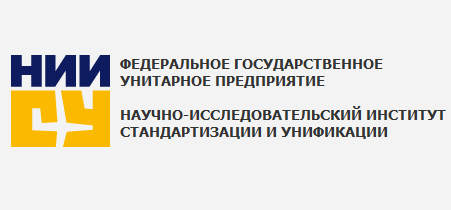 НИИ
СУ
ФЕДЕРАЛЬНОЕ ГОСУДАРСТВЕННОЕ
УНИТАРНОЕ ПРЕДПРИЯТИЕ
НАУЧНО-ИССЛЕДОВАТЕЛЬСКИЙ ИНСТИТУТ
СТАНДАРТИЗАЦИИ И УНИФИКАЦИИ